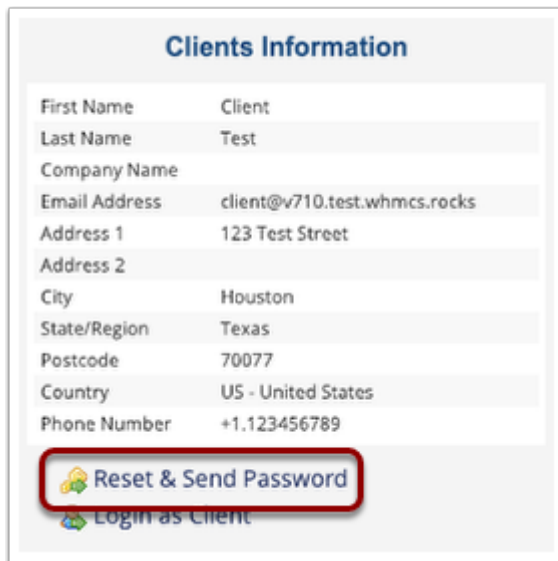 Clients Information
First Name Client
Last Name Test
Company Name
Email Address client@v710.test.whmcs.rocks
Address 1 123 Test Street
Address 2
City Houston
State/Region Texas
Postcode 70077
Country US - United States
Phone Number +1.123456789
Reset & Send Password
Login as Client